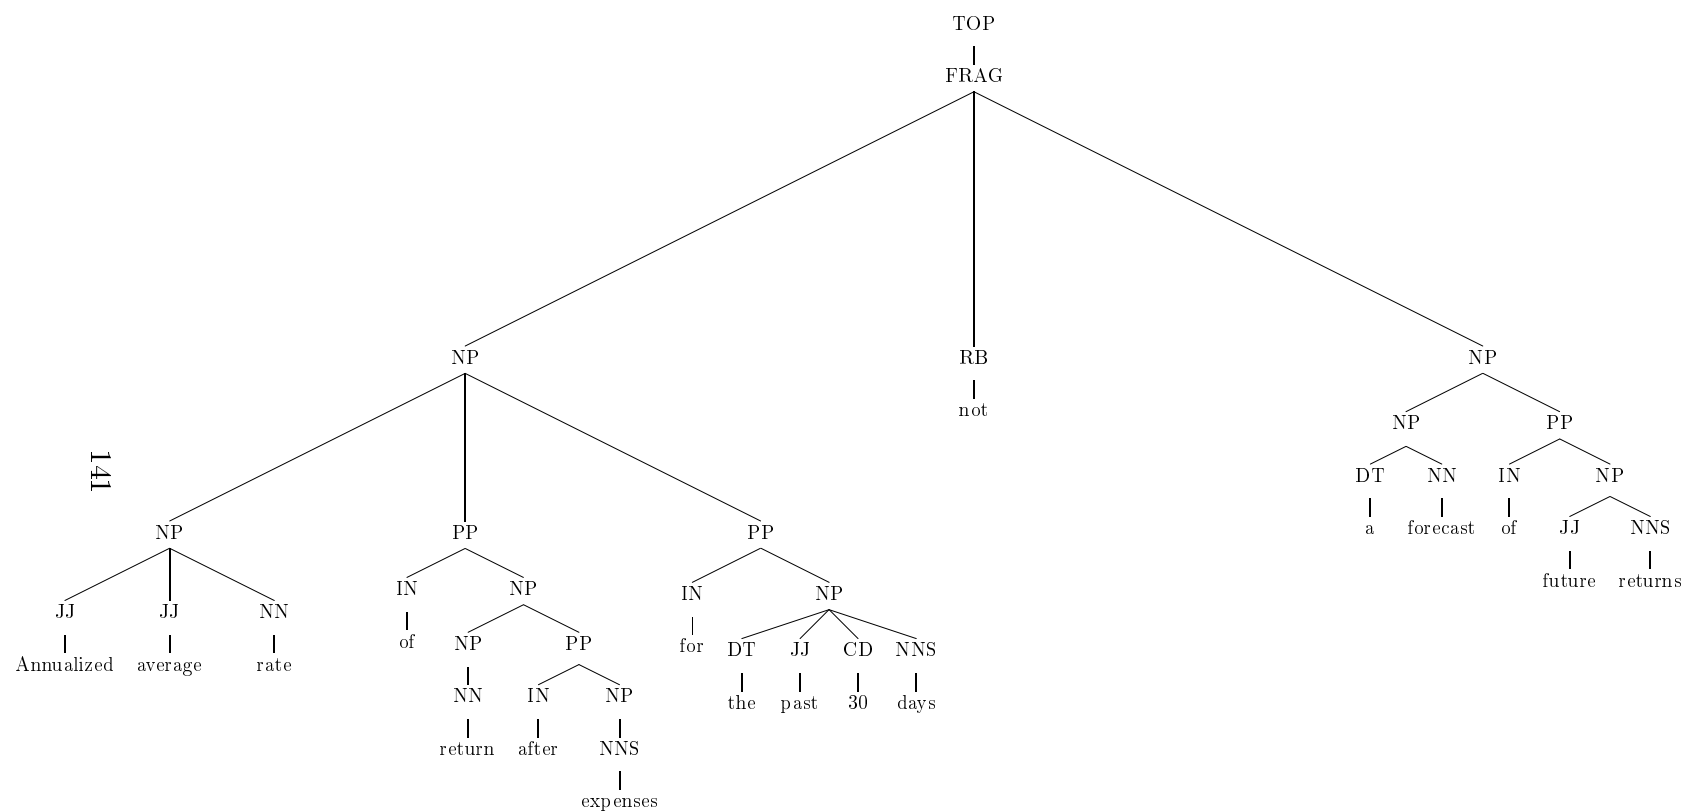 TOP
FRAG
NP RB NP
not
NP PP
141
DT NN IN NP
a forecast of JJ NNS
future returns
NP PP PP
IN NP IN NP
JJ JJ NN
of NP PP for DT JJ CD NNS
Annualized average rate
NN IN NP the past 30 days
return after NNS
expenses